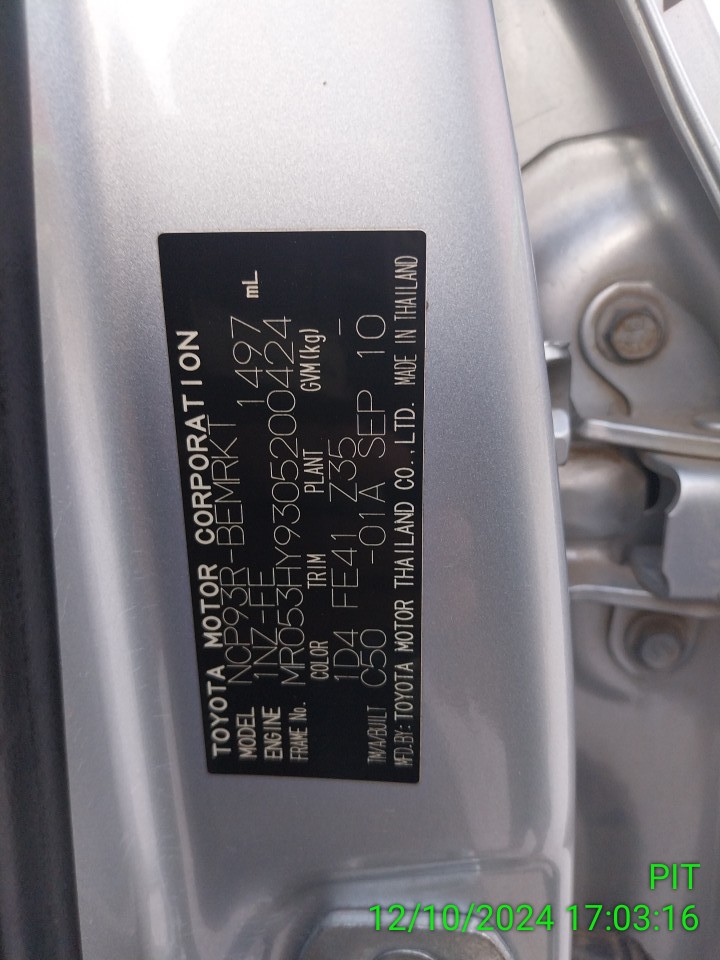 TOYOTA MOTOR CORPORATION
MODEL NCP93R-BEMRKT
ENGINE 1NZ-FE 1497 mL
FRAME No. MR053HY9305200424
COLOR TRIM PLANT GVM(kg)
1D4 FE41 Z35 -
TM/A/BUILT C50 -01A SEP 10
MFD.BY: TOYOTA MOTOR THAILAND CO.,LTD. MADE IN THAILAND
PIT
12/10/2024 17:03:16